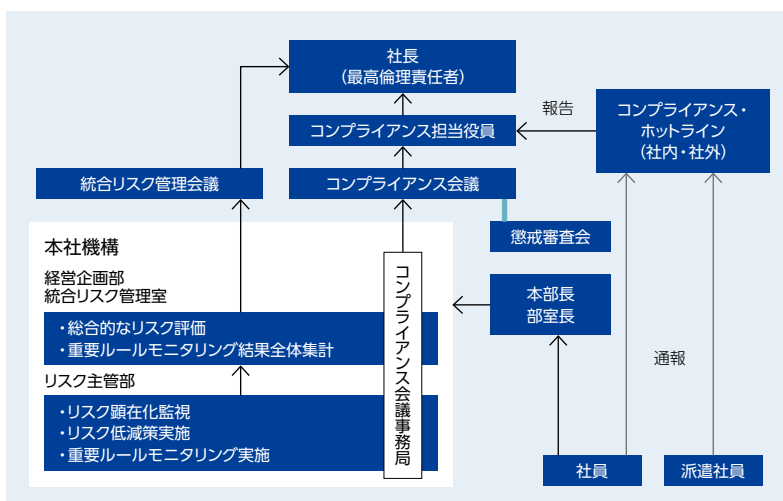 社長
（最高倫理責任者）
報告
コンプライアンス担当役員
コンプライアンス・
ホットライン
（社内・社外）
統合リスク管理会議
コンプライアンス会議
懲戒審査会
本社機構
経営企画部
統合リスク管理室
・総合的なリスク評価
・重要ルールモニタリング結果全体集計
リスク主管部
・リスク顕在化監視
・リスク低減策実施
・重要ルールモニタリング実施
コンプライアンス会議事務局
本部長
部室長
通報
社員
派遣社員